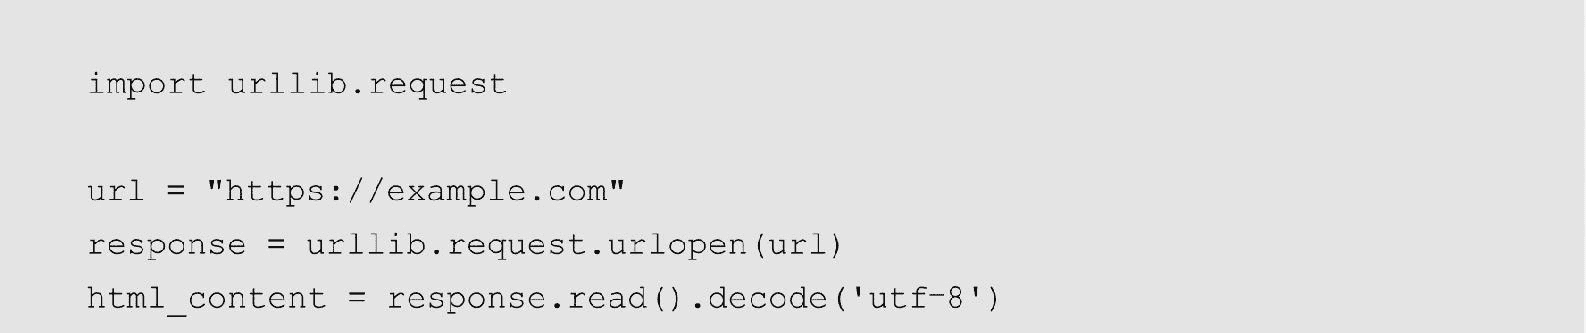 import urllib.request
url = "https://example.com"
response = urllib.request.urlopen(url)
html_content = response.read().decode('utf-8')